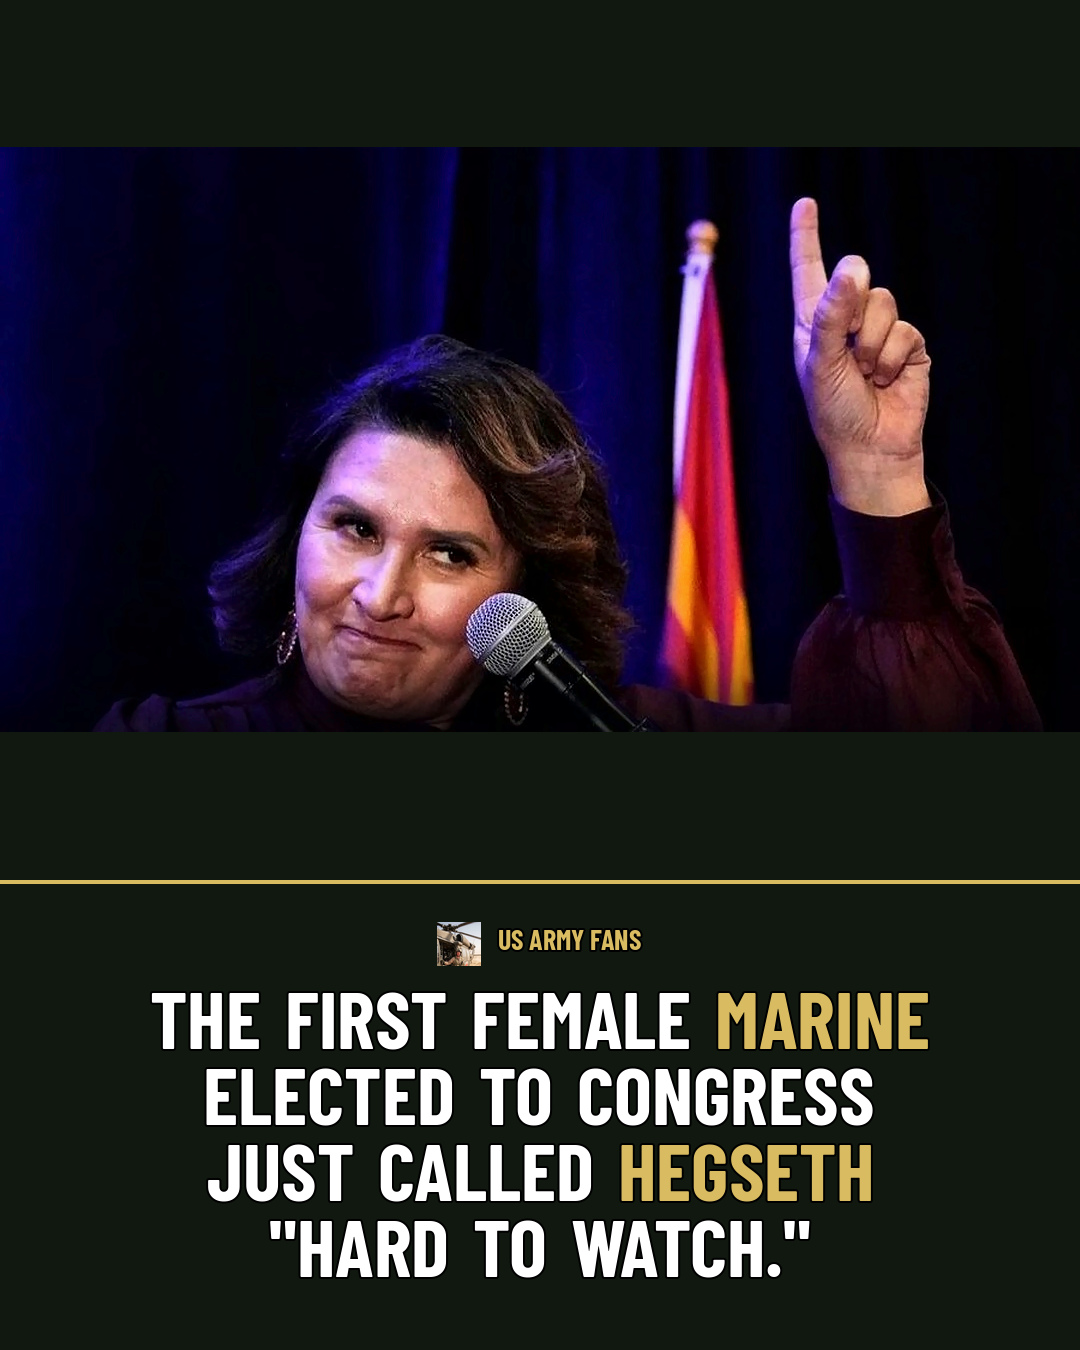 US ARMY FANS
THE FIRST FEMALE MARINE
ELECTED TO CONGRESS
JUST CALLED HEGSETH
"HARD TO WATCH."